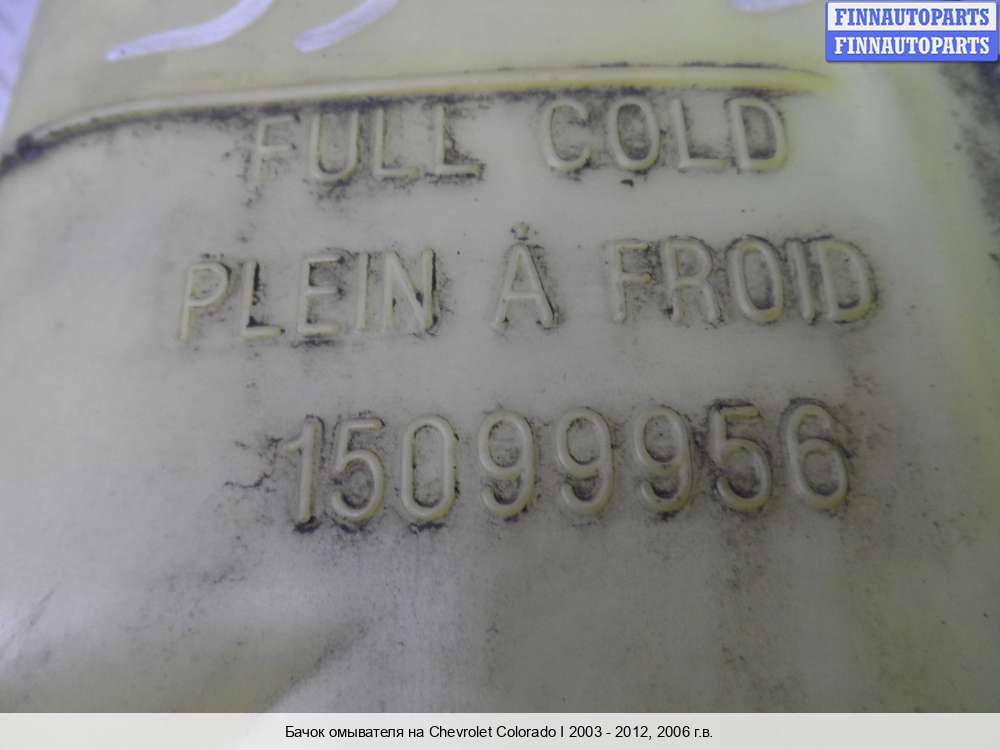 FINNAUTOPARTS
FINNAUTOPARTS
FULL COLD
PLEIN À FROID
15099956
Бачок омывателя на Chevrolet Colorado I 2003 - 2012, 2006 г.в.